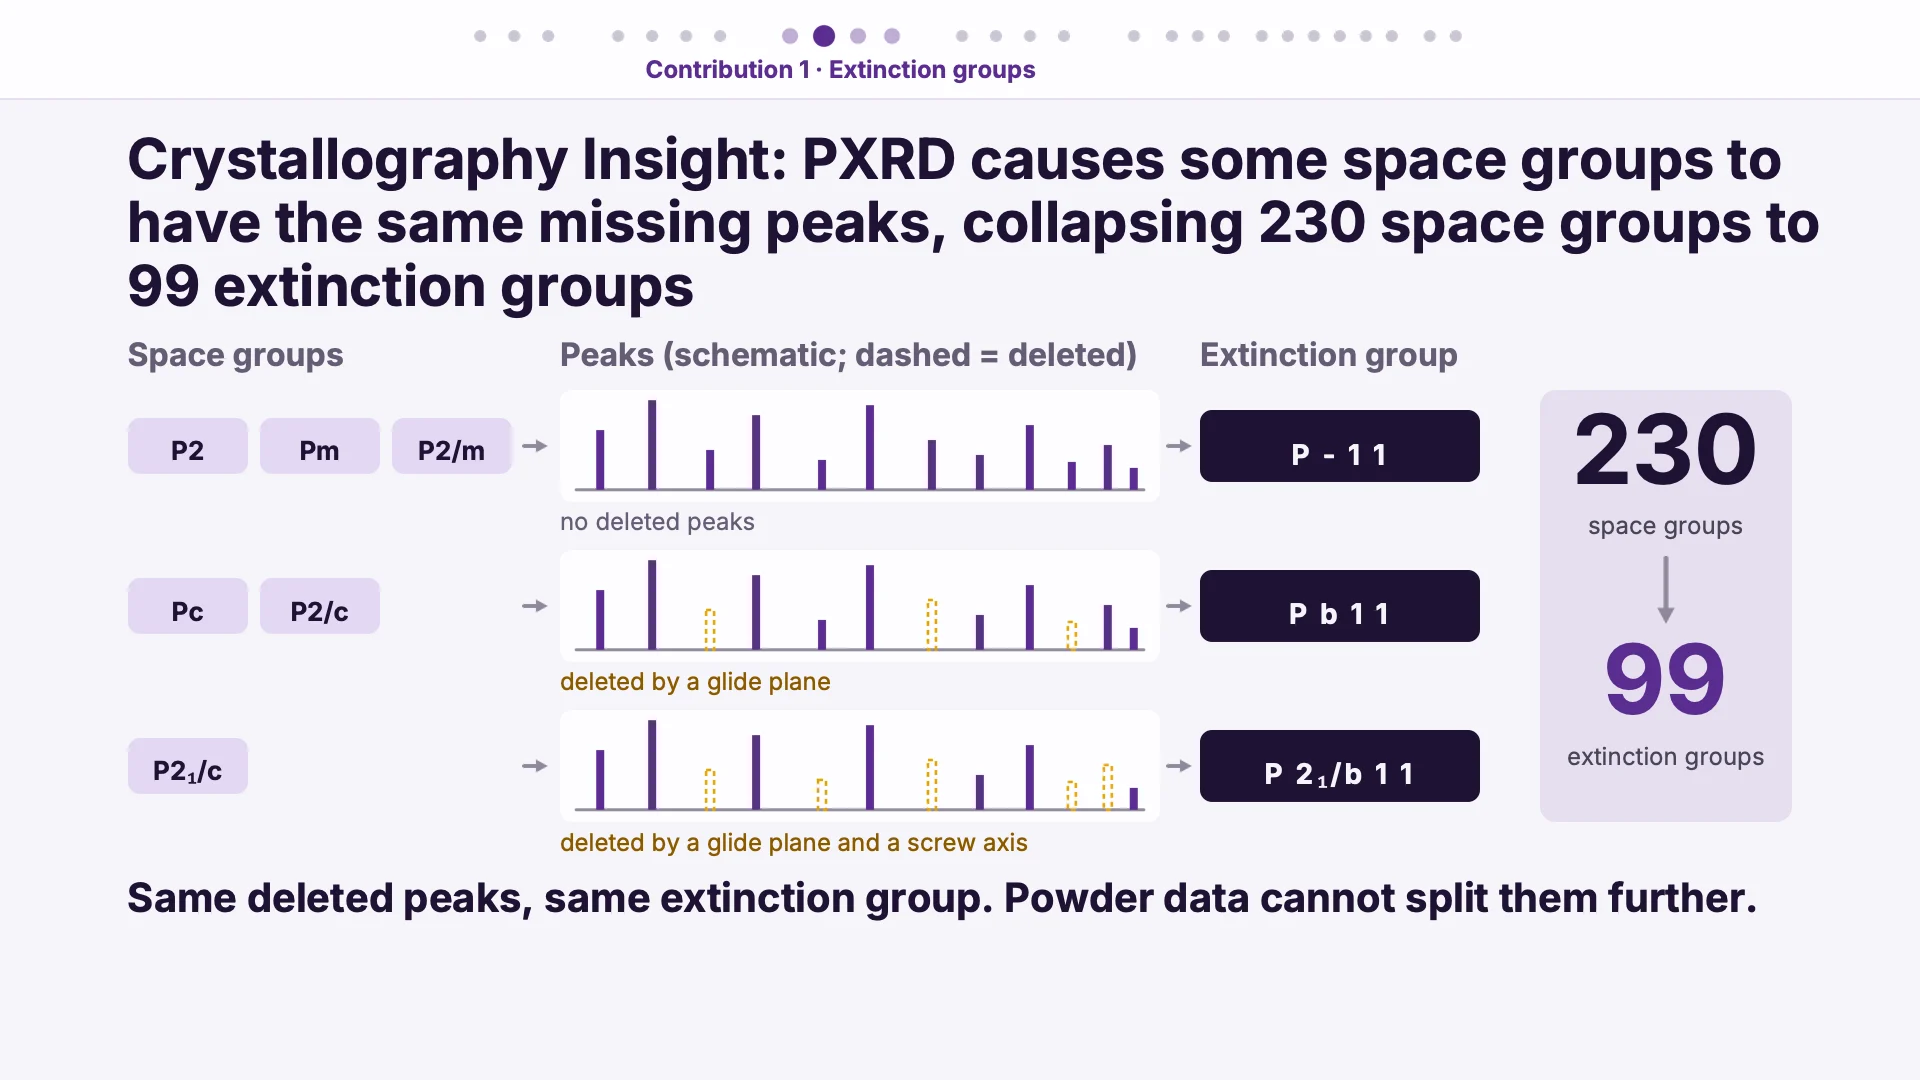 Contribution 1 · Extinction groups
Crystallography Insight: PXRD causes some space groups to
have the same missing peaks, collapsing 230 space groups to
99 extinction groups
Space groups
Peaks (schematic; dashed = deleted)
Extinction group
P2
Pm
P2/m
P - 1 1
no deleted peaks
Pc
P2/c
P b 1 1
deleted by a glide plane
P2₁/c
P 2₁/b 1 1
deleted by a glide plane and a screw axis
230
space groups
99
extinction groups
Same deleted peaks, same extinction group. Powder data cannot split them further.